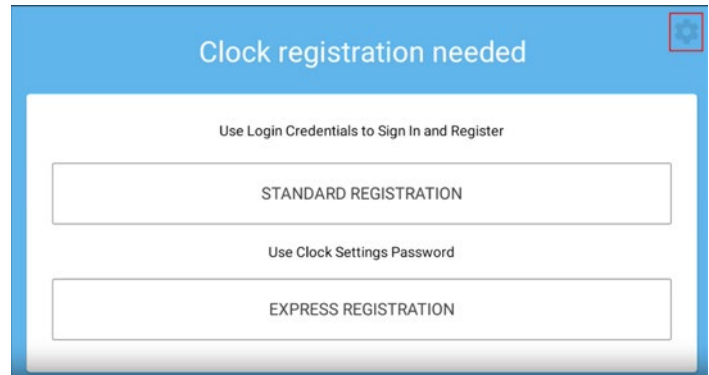 Clock registration needed
Use Login Credentials to Sign In and Register
STANDARD REGISTRATION
Use Clock Settings Password
EXPRESS REGISTRATION